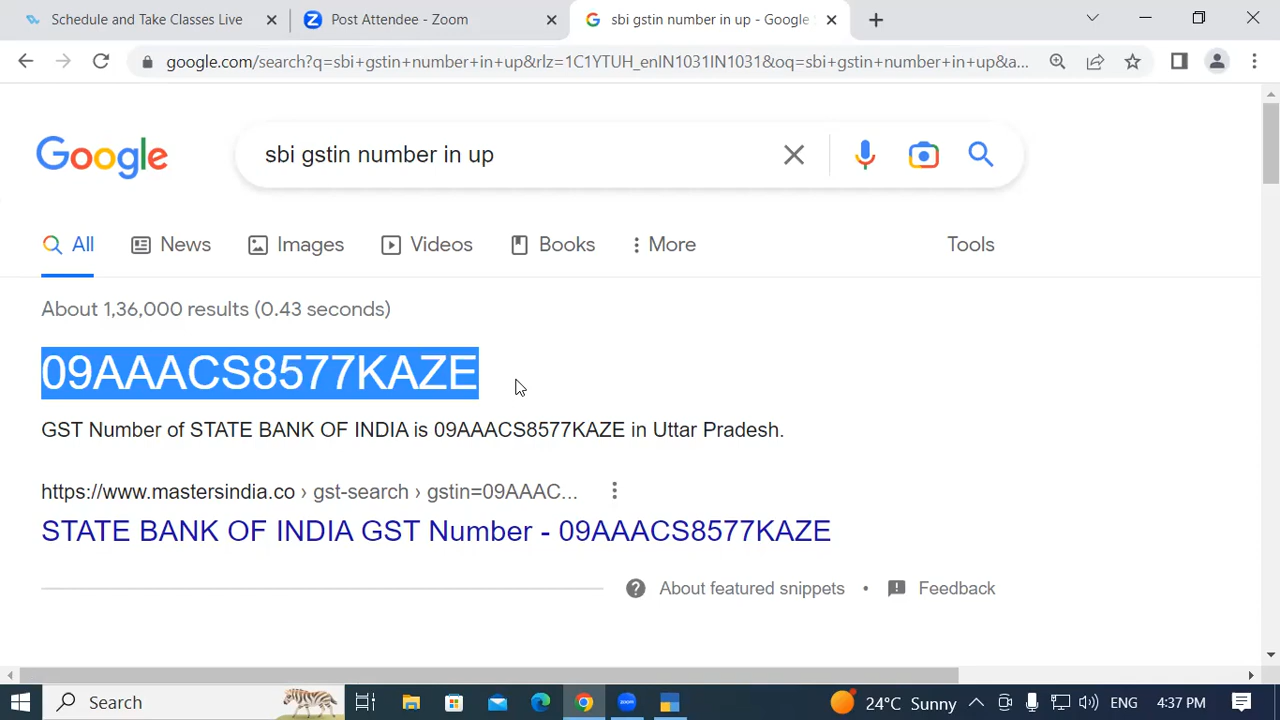 Schedule and Take Classes Live
Post Attendee - Zoom
sbi gstin number in up - Google
google.com/search?q=sbi+gstin+number+in+up&rlz=1C1YTUH_enIN1031IN1031&oq=sbi+gstin+number+in+up&a...
Google
sbi gstin number in up
All
News
Images
Videos
Books
More
Tools
About 1,36,000 results (0.43 seconds)
09AAACS8577KAZE
GST Number of STATE BANK OF INDIA is 09AAACS8577KAZE in Uttar Pradesh.
https://www.mastersindia.co › gst-search › gstin=09AAAC...
STATE BANK OF INDIA GST Number - 09AAACS8577KAZE
About featured snippets • Feedback
Search
24°C Sunny
ENG
4:37 PM